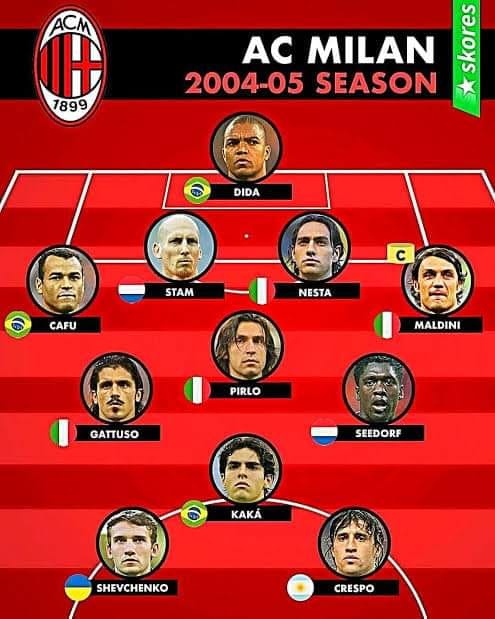 ACM
1899
AC MILAN
2004-05 SEASON
skores
DIDA
STAM
NESTA
C
CAFU
MALDINI
PIRLO
GATTUSO
SEEDORF
KAKÁ
SHEVCHENKO
CRESPO